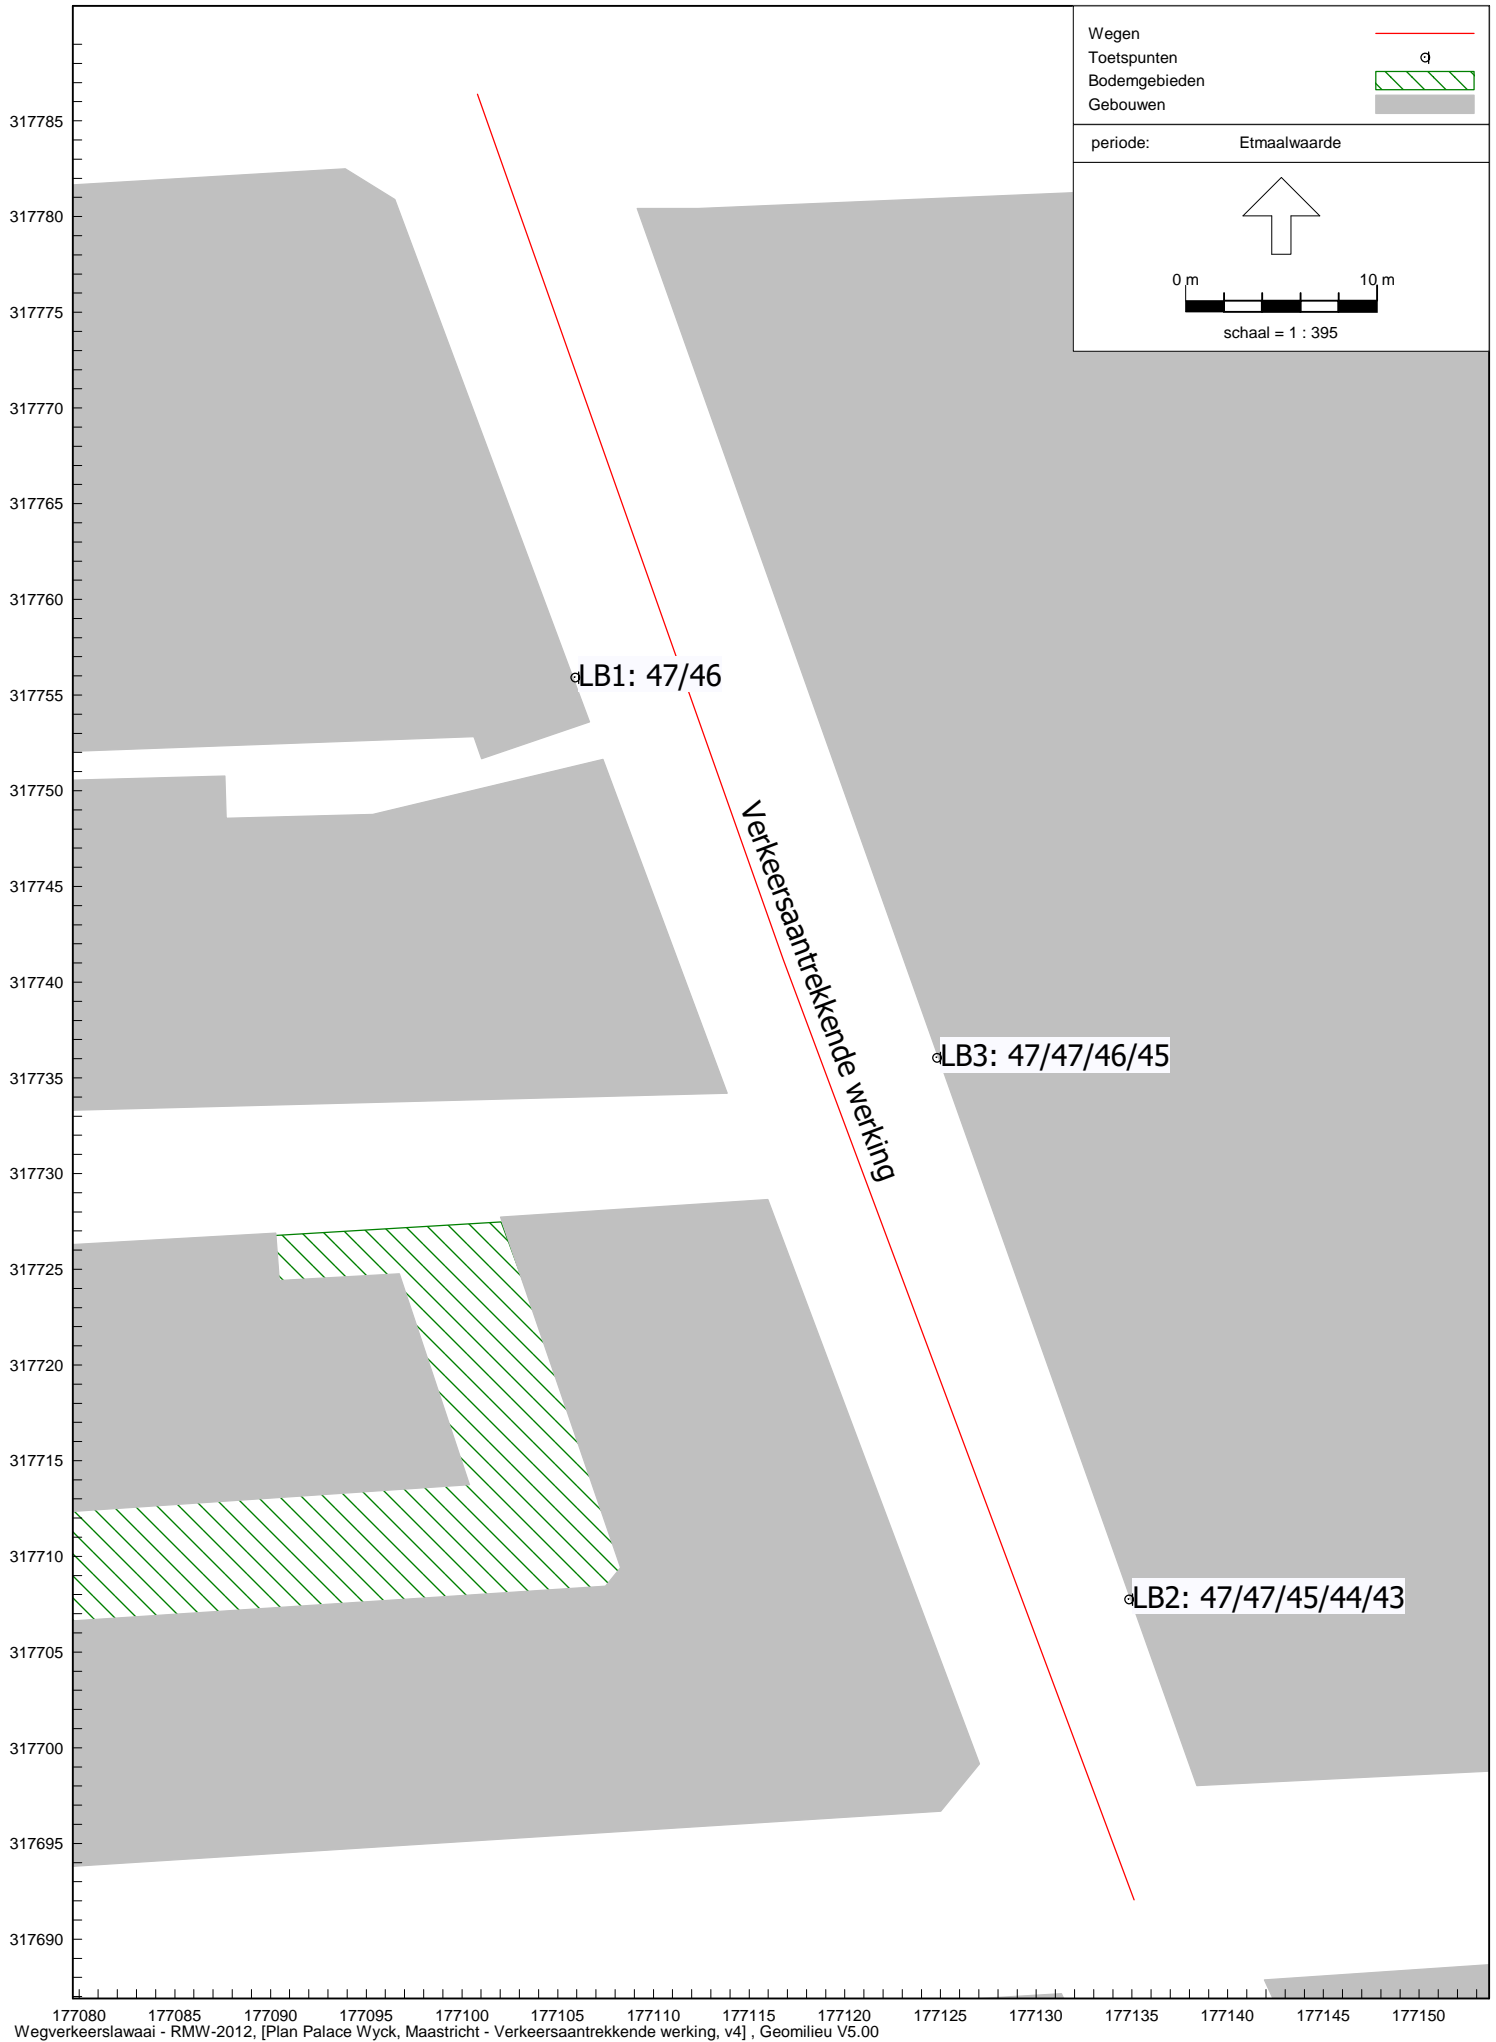 Wegen
Toetspunten
Bodemgebieden
Gebouwen
periode: Etmaalwaarde
0 m 10 m
schaal = 1 : 395
317785
317780
317775
317770
317765
317760
LB1: 47/46
317755
317750
Verkeersaantrekkende werking
317745
317740
LB3: 47/47/46/45
317735
317730
317725
317720
317715
317710
LB2: 47/47/45/44/43
317705
317700
317695
317690
177080 177085 177090 177095 177100 177105 177110 177115 177120 177125 177130 177135 177140 177145 177150
Wegverkeerslawaai - RMW-2012, [Plan Palace Wyck, Maastricht - Verkeersaantrekkende werking, v4] , Geomilieu V5.00